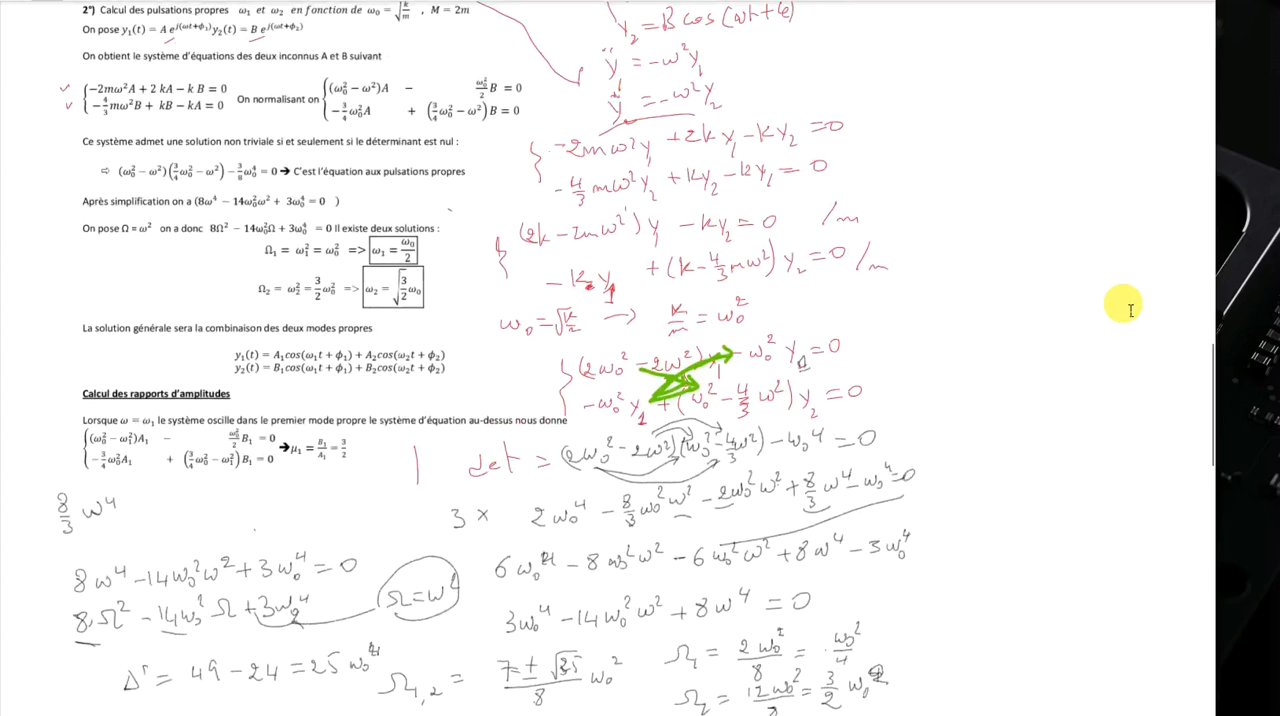 2°) Calcul des pulsations propres ω₁ et ω₂ en fonction de ω₀ = √(k/m) , M = 2m
On pose y₁(t) = A e^{j(ωt+ϕ₁)} y₂(t) = B e^{j(ωt+ϕ₂)}
On obtient le système d'équations des deux inconnus A et B suivant
{−2mω²A + 2 kA − k B = 0
−4/3 mω²B + kB − kA = 0
On normalisant on
{(ω₀² − ω²)A − ω₀²/2 B = 0
−3/4 ω₀²A + (3/4 ω₀² − ω²)B = 0
Ce système admet une solution non triviale si et seulement si le déterminant est nul :
⇨ (ω₀² − ω²)(3/4 ω₀² − ω²) − 3/8 ω₀⁴ = 0 ➔ C'est l'équation aux pulsations propres
Après simplification on a (8ω⁴ − 14ω₀²ω² + 3ω₀⁴ = 0 )
On pose Ω = ω² on a donc 8Ω² − 14ω₀²Ω + 3ω₀⁴ = 0 Il existe deux solutions :
Ω₁ = ω₁² = ω₀² => ω₁ = ω₀/2
Ω₂ = ω₂² = 3/2 ω₀² => ω₂ = √(3/2) ω₀
La solution générale sera la combinaison des deux modes propres
y₁(t) = A₁cos(ω₁t + ϕ₁) + A₂cos(ω₂t + ϕ₂)
y₂(t) = B₁cos(ω₁t + ϕ₁) + B₂cos(ω₂t + ϕ₂)
Calcul des rapports d'amplitudes
Lorsque ω = ω₁ le système oscille dans le premier mode propre le système d'équation au-dessus nous donne
{(ω₀² − ω₁²)A₁ − ω₀²/2 B₁ = 0
−3/4 ω₀²A₁ + (3/4 ω₀² − ω₁²)B₁ = 0
➔ μ₁ = B₁/A₁ = 3/2
8/3 ω⁴
8ω⁴ − 14ω₀²ω² + 3ω₀⁴ = 0
8Ω² − 14ω₀²Ω + 3ω₀⁴
Ω = ω²
Δ' = 49 − 24 = 25 ω₀⁴
y₂ = B cos(ωt +
ÿ₁ = −ω²y₁
ÿ = −ω²y₂
{ −2mω²y₁ + 2ky₁ − ky₂ = 0
−4/3 mω²y₂ + ky₂ − ky₁ = 0
{ (2k − 2mω²) y₁ − ky₂ = 0 /m
− k y₁ + (k − 4/3 mω²) y₂ = 0 /m
ω₀ = √(k/m) → k/m = ω₀²
{ (2ω₀² − 2ω²) y₁ − ω₀² y₂ = 0
−ω₀² y₁ + (ω₀² − 4/3 ω²) y₂ = 0
det = (2ω₀² − 2ω²)(ω₀² − 4/3 ω²) − ω₀⁴ = 0
3 × 2ω₀⁴ − 8/3 ω₀²ω² − 2ω₀²ω² + 8/3 ω⁴ − ω₀⁴ = 0
6ω₀⁴ − 8ω₀²ω² − 6ω₀²ω² + 8ω⁴ − 3ω₀⁴
3ω₀⁴ − 14ω₀²ω² + 8ω⁴ = 0
Ω₁,₂ = (7 ± √25)/8 ω₀²
Ω₁ = 2ω₀²/8 = ω₀²/4
Ω₂ = 12ω₀²/8 = 3/2 ω₀²